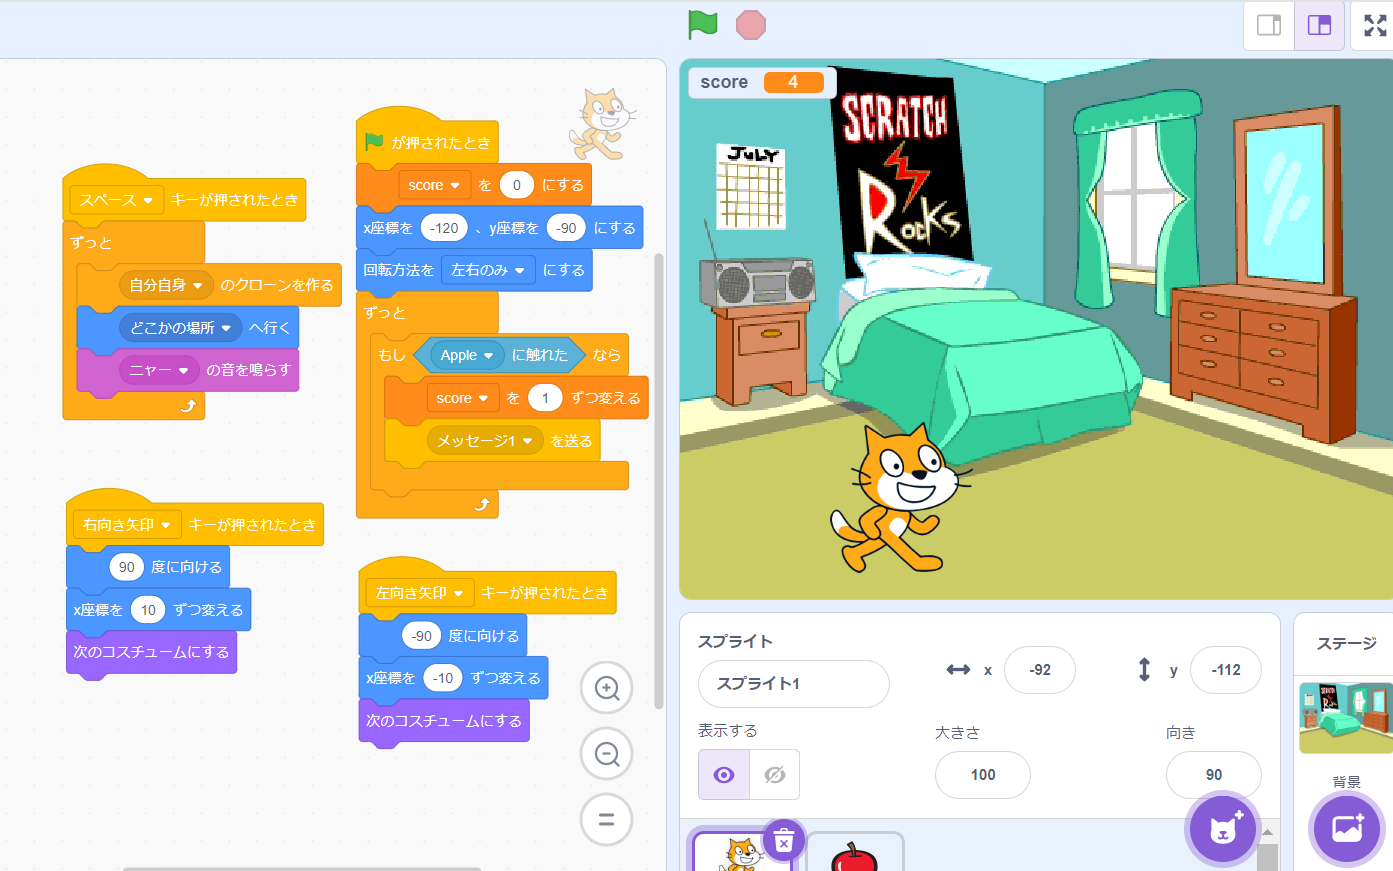 スペース キーが押されたとき
ずっと
自分自身 のクローンを作る
どこかの場所 へ行く
ニャー の音を鳴らす
が押されたとき
score を 0 にする
x座標を -120 、y座標を -90 にする
回転方法を 左右のみ にする
ずっと
もし Apple に触れた なら
score を 1 ずつ変える
メッセージ1 を送る
右向き矢印 キーが押されたとき
90 度に向ける
x座標を 10 ずつ変える
次のコスチュームにする
左向き矢印 キーが押されたとき
-90 度に向ける
x座標を -10 ずつ変える
次のコスチュームにする
score 4
JULY
SCRATCH
ROCKS
スプライト
スプライト1
x -92
y -112
表示する
大きさ
100
向き
90
ステージ
背景